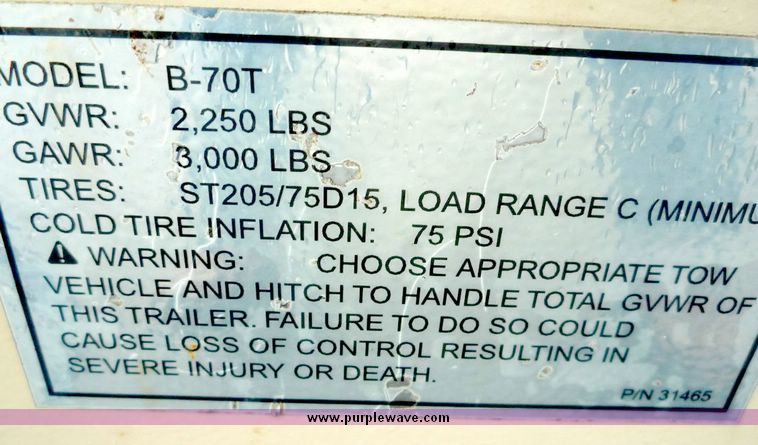 MODEL: B-70T
GVWR: 2,250 LBS
GAWR: 3,000 LBS
TIRES: ST205/75D15, LOAD RANGE C (MINIMU
COLD TIRE INFLATION: 75 PSI
WARNING: CHOOSE APPROPRIATE TOW
VEHICLE AND HITCH TO HANDLE TOTAL GVWR OF
THIS TRAILER. FAILURE TO DO SO COULD
CAUSE LOSS OF CONTROL RESULTING IN
SEVERE INJURY OR DEATH.
P/N 31465
www.purplewave.com